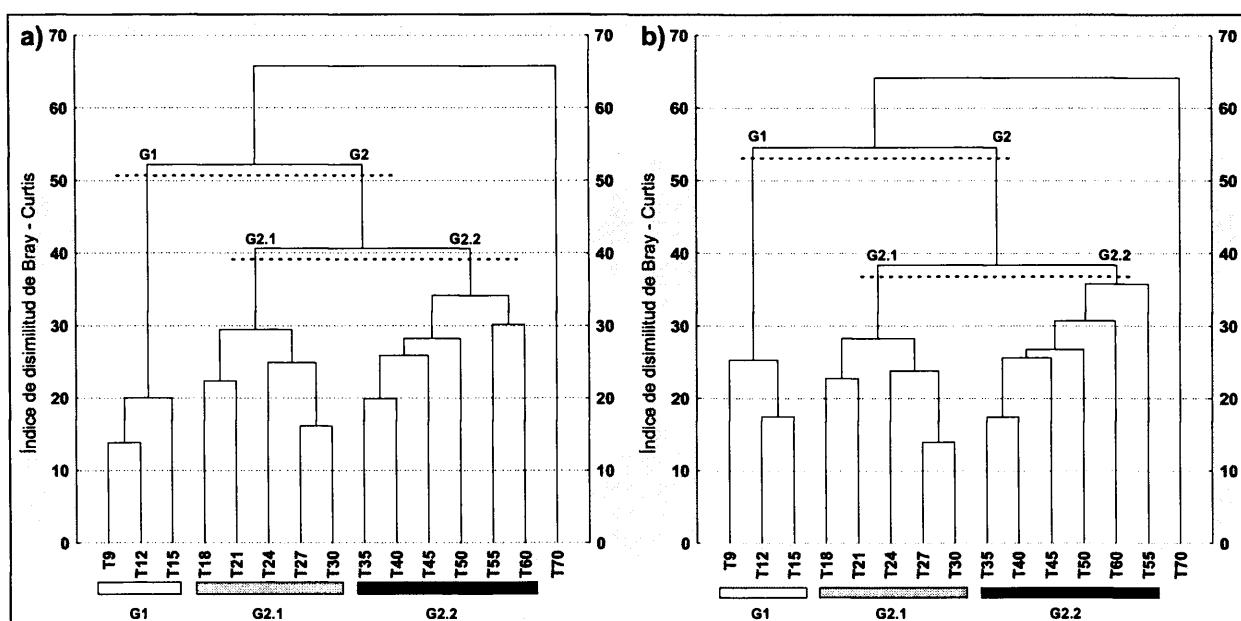 a)
Índice de disimilitud de Bray - Curtis
70 70
60 60
50 50
40 40
30 30
20 20
10 10
0 0
G1 G2
G2.1 G2.2
T9 T12 T15 T18 T21 T24 T27 T30 T35 T40 T45 T50 T55 T60 T70
G1 G2.1 G2.2
b)
Índice de disimilitud de Bray - Curtis
70 70
60 60
50 50
40 40
30 30
20 20
10 10
0 0
G1 G2
G2.1 G2.2
T9 T12 T15 T18 T21 T24 T27 T30 T35 T40 T45 T50 T60 T55 T70
G1 G2.1 G2.2